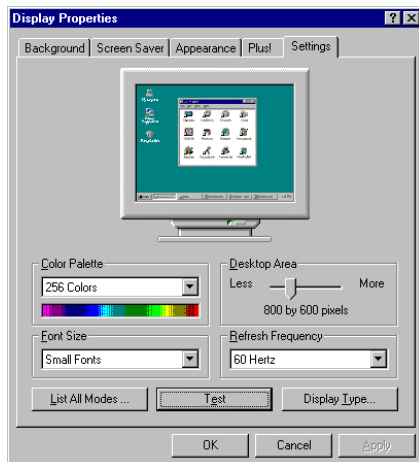 Display Properties
Background Screen Saver Appearance Plus! Settings
Color Palette
256 Colors
Desktop Area
Less More
800 by 600 pixels
Font Size
Small Fonts
Refresh Frequency
60 Hertz
List All Modes ... Test Display Type...
OK Cancel Apply